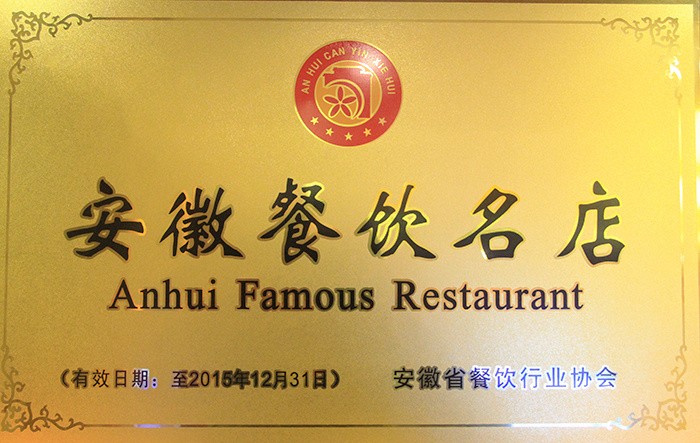 AN HUI CAN YIN XIE HUI
安徽餐饮名店
Anhui Famous Restaurant
（有效日期：至2015年12月31日） 安徽省餐饮行业协会